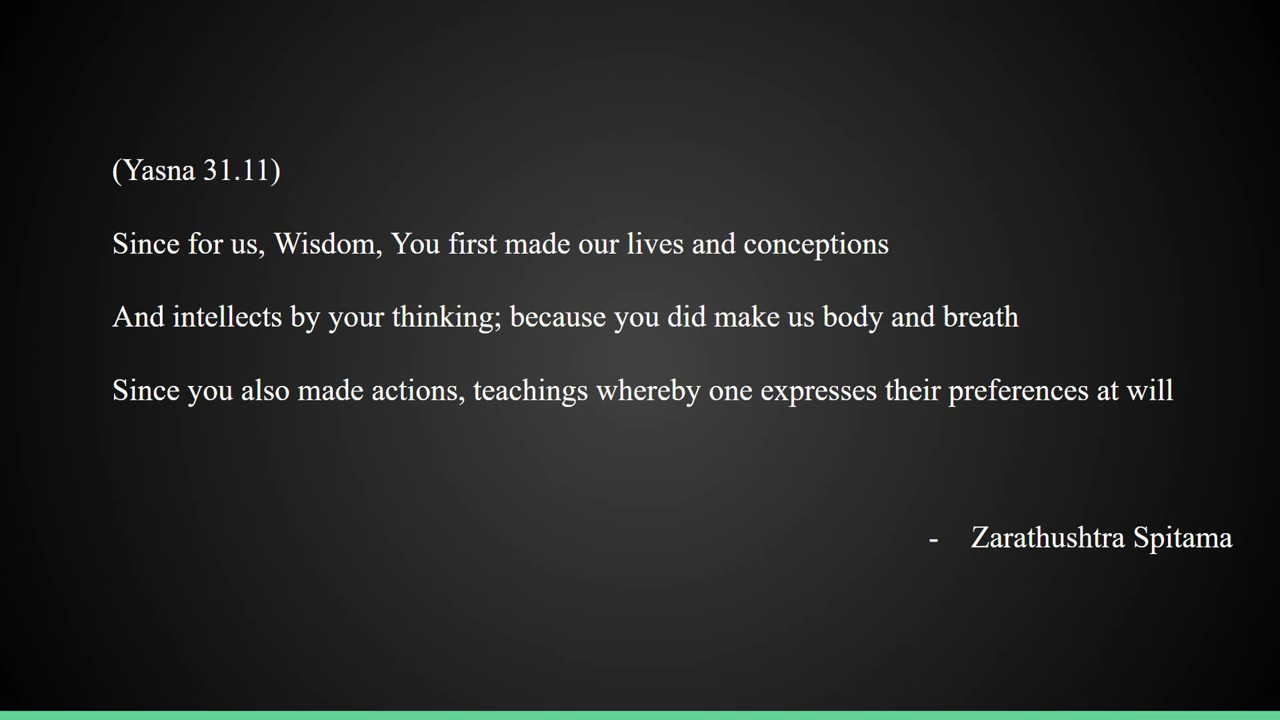 (Yasna 31.11)
Since for us, Wisdom, You first made our lives and conceptions
And intellects by your thinking; because you did make us body and breath
Since you also made actions, teachings whereby one expresses their preferences at will
- Zarathushtra Spitama